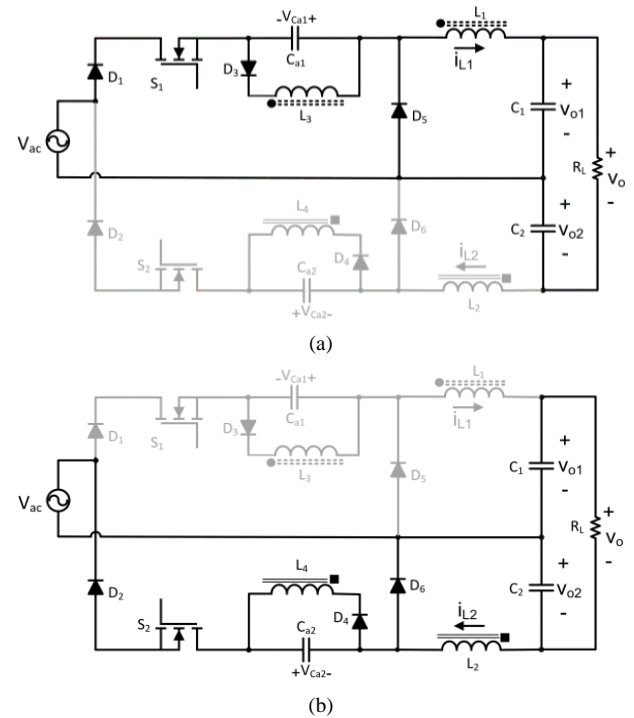 -VCa1+
L1
D1
S1
D3
Ca1
iL1
L3
D5
C1
+
Vo1
-
Vac
RL
+
Vo
-
D2
L4
D6
C2
+
Vo2
-
S2
D4
Ca2
iL2
+VCa2-
L2
(a)
-VCa1+
L1
D1
S1
D3
Ca1
iL1
L3
D5
C1
+
Vo1
-
Vac
RL
+
Vo
-
D2
L4
D6
C2
+
Vo2
-
S2
D4
Ca2
iL2
+VCa2-
L2
(b)